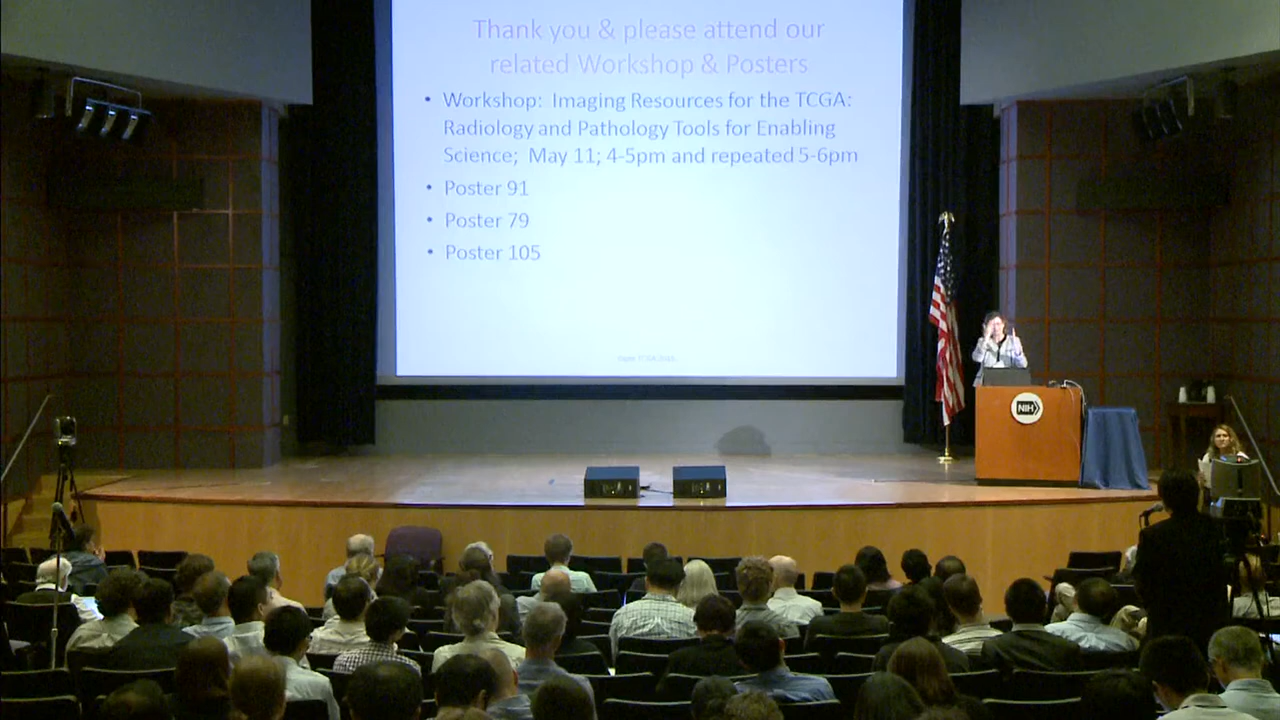 Thank you & please attend our
related Workshop & Posters
• Workshop: Imaging Resources for the TCGA:
Radiology and Pathology Tools for Enabling
Science; May 11; 4-5pm and repeated 5-6pm
• Poster 91
• Poster 79
• Poster 105
NIH